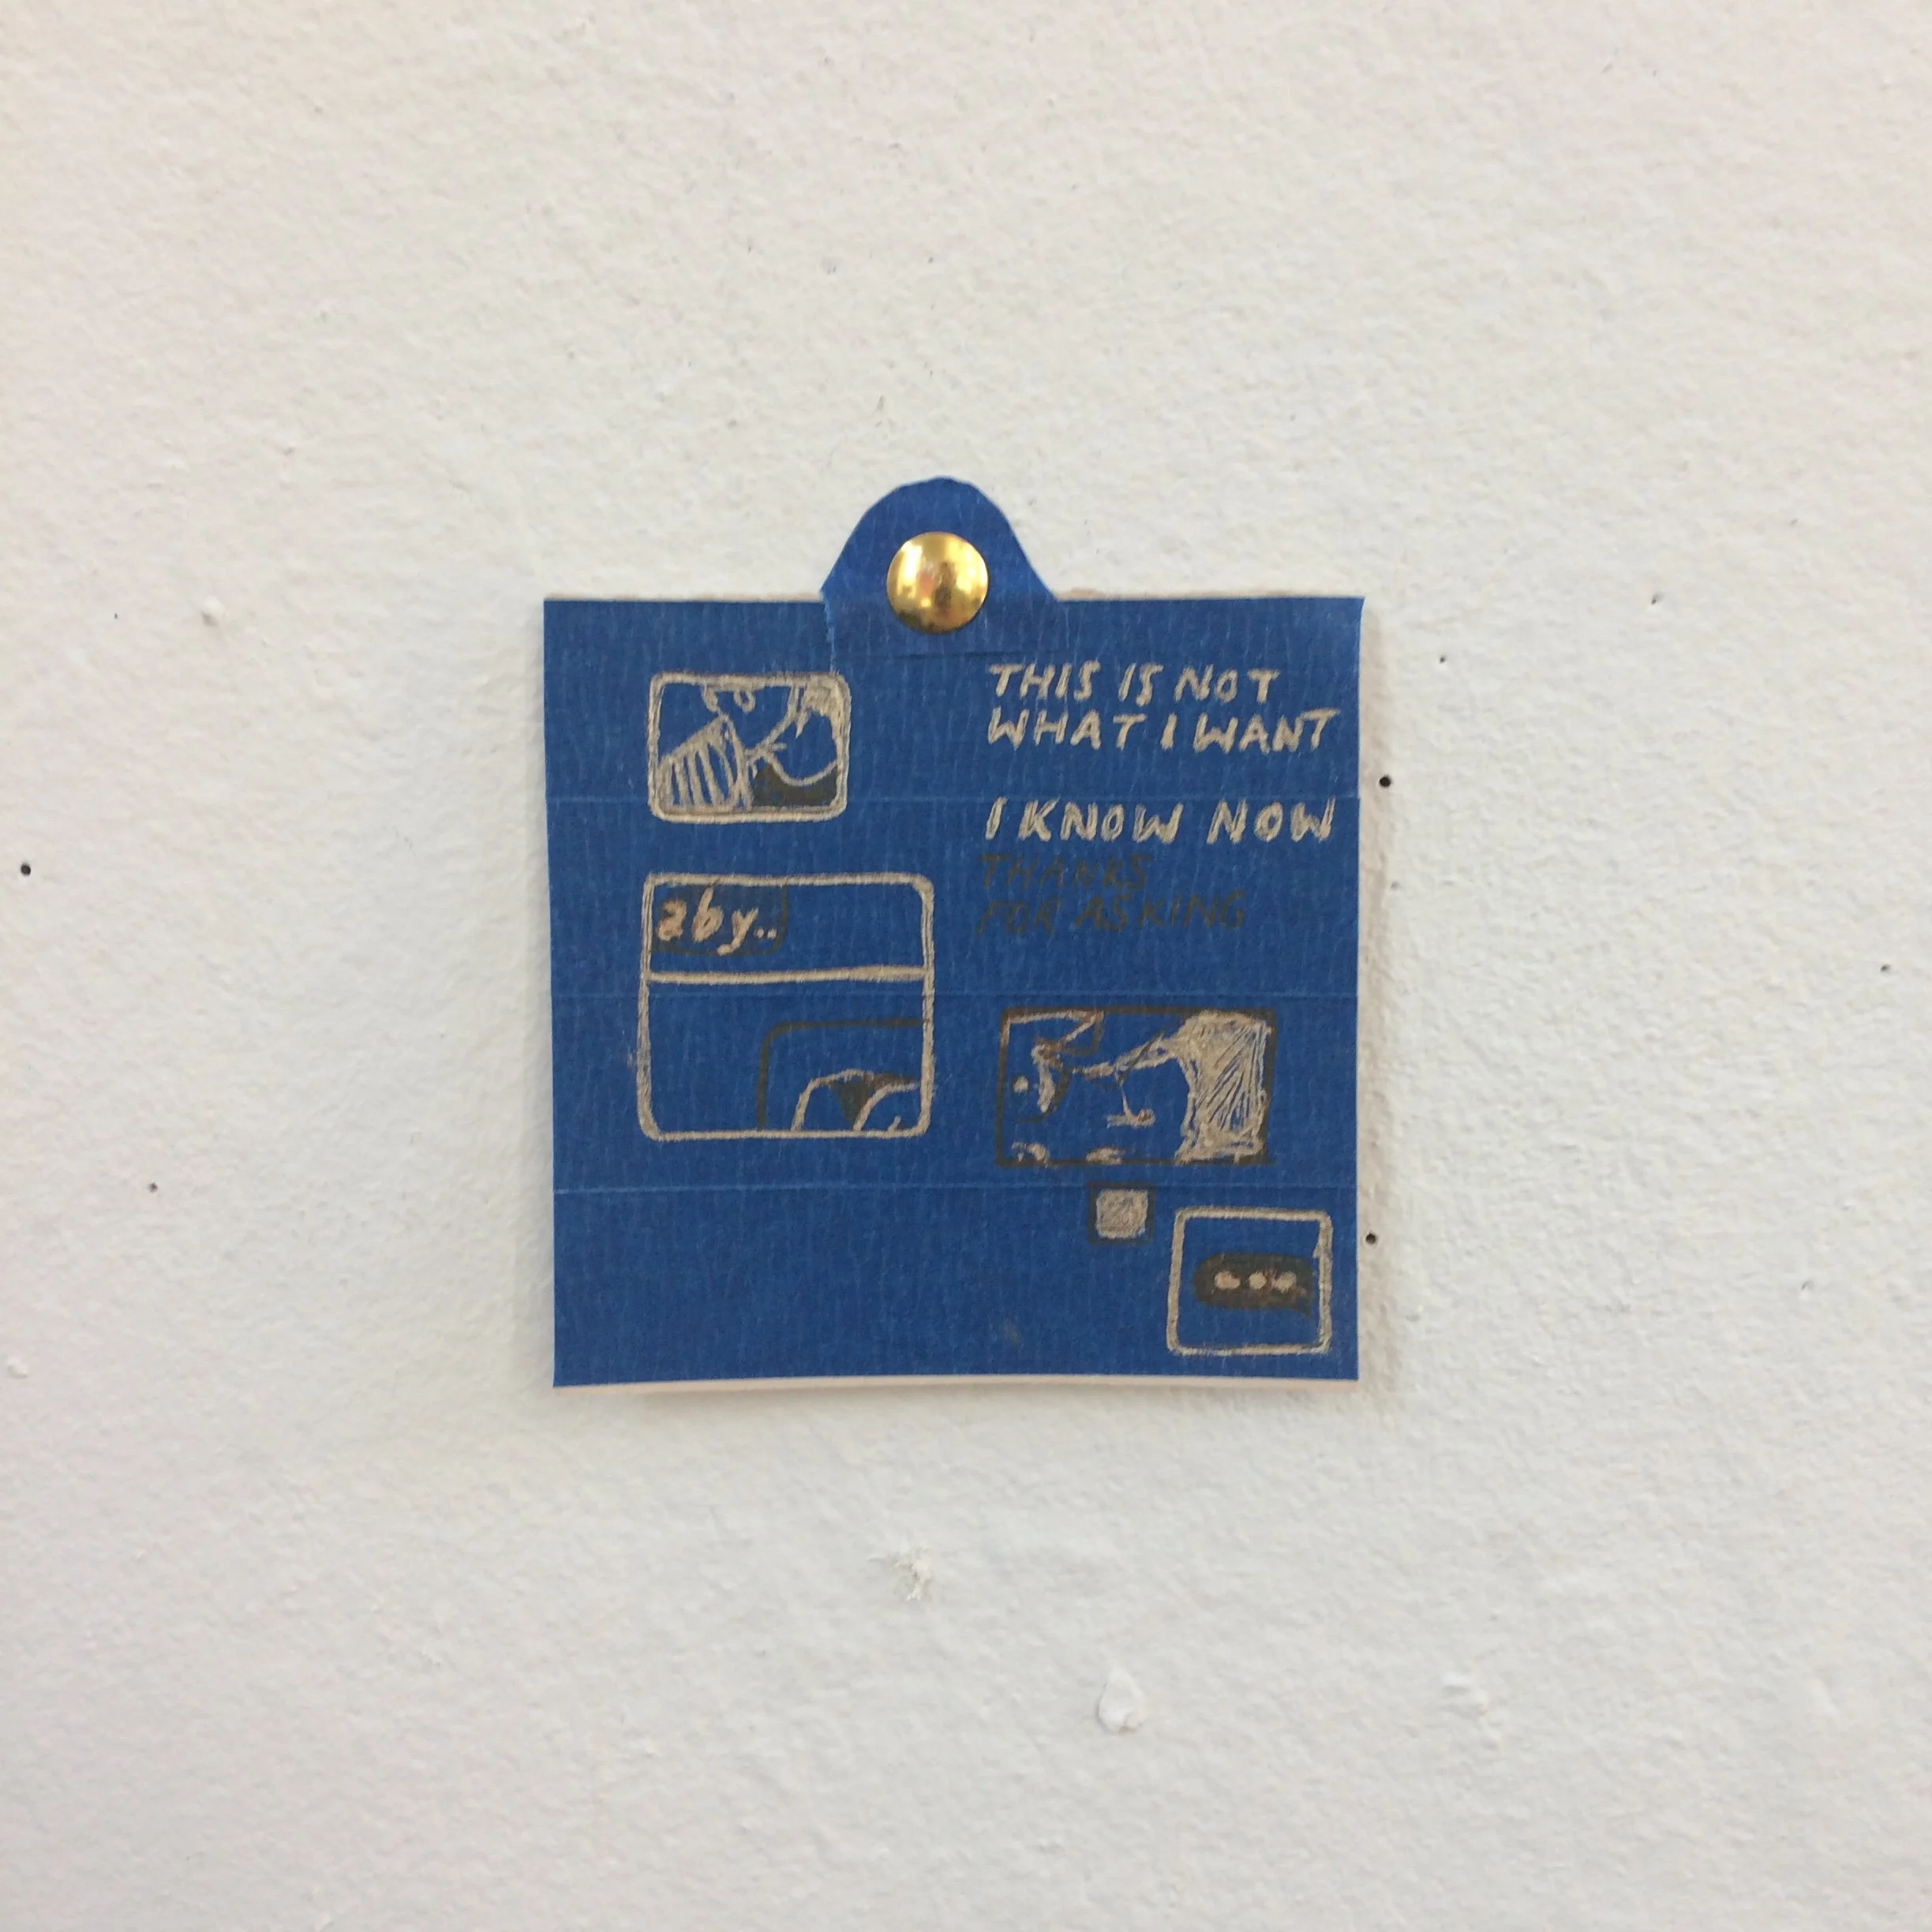 THIS IS NOT
WHAT I WANT
I KNOW NOW
THANKS
FOR ASKING
aby..
...